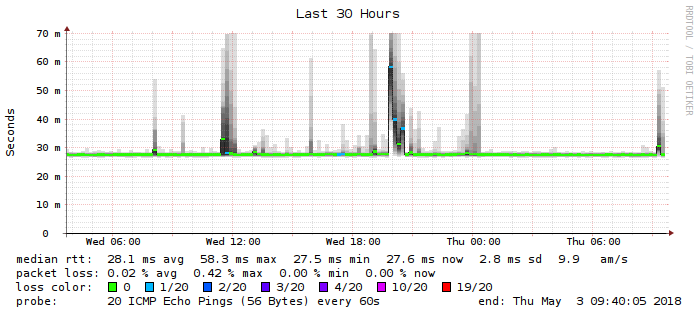 Last 30 Hours
RRDTOOL / TOBI OETIKER
Seconds
70 m
60 m
50 m
40 m
30 m
20 m
10 m
0
Wed 06:00 Wed 12:00 Wed 18:00 Thu 00:00 Thu 06:00
median rtt: 28.1 ms avg 58.3 ms max 27.5 ms min 27.6 ms now 2.8 ms sd 9.9 am/s
packet loss: 0.02 % avg 0.42 % max 0.00 % min 0.00 % now
loss color: 0 1/20 2/20 3/20 4/20 10/20 19/20
probe: 20 ICMP Echo Pings (56 Bytes) every 60s end: Thu May 3 09:40:05 2018